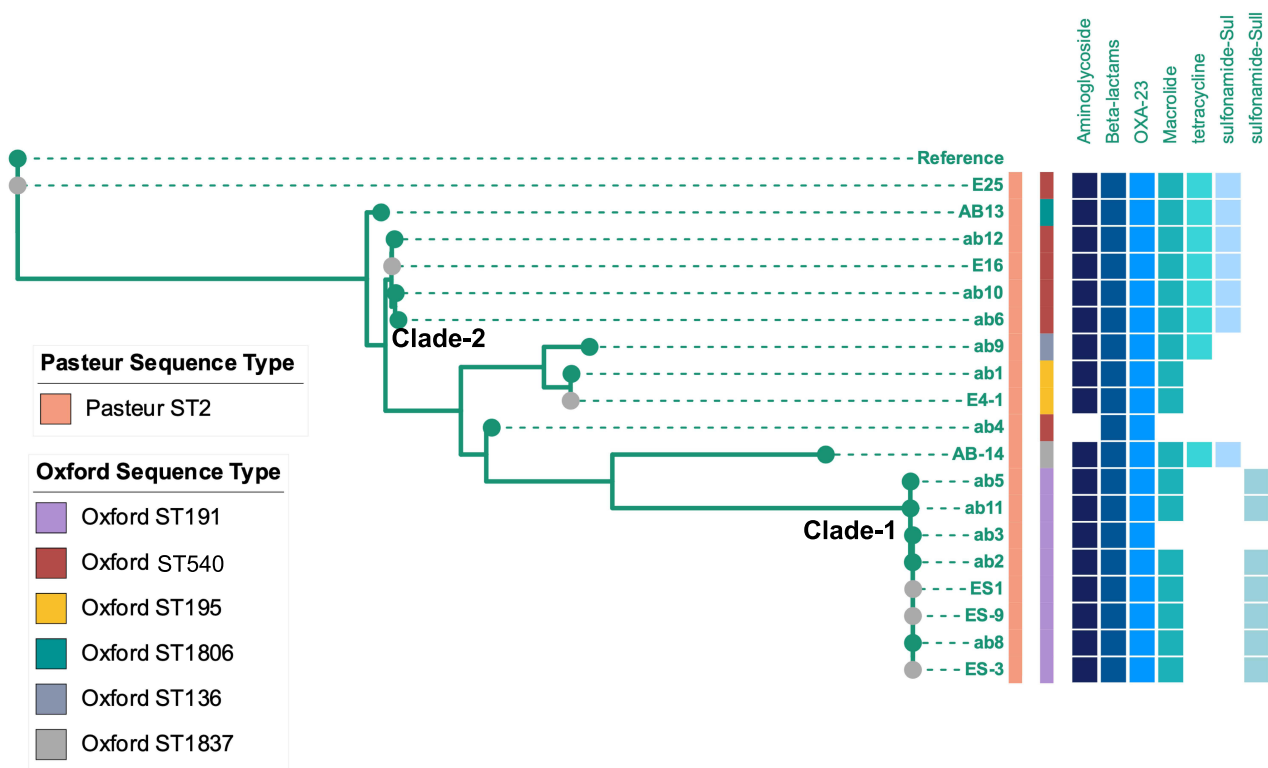 Aminoglycoside
Beta-lactams
OXA-23
Macrolide
tetracycline
sulfonamide-Sul
sulfonamide-Sull
Reference
E25
AB13
ab12
E16
ab10
ab6
Clade-2
ab9
ab1
E4-1
ab4
AB-14
ab5
ab11
Clade-1
ab3
ab2
ES1
ES-9
ab8
ES-3
Pasteur Sequence Type
Pasteur ST2
Oxford Sequence Type
Oxford ST191
Oxford ST540
Oxford ST195
Oxford ST1806
Oxford ST136
Oxford ST1837